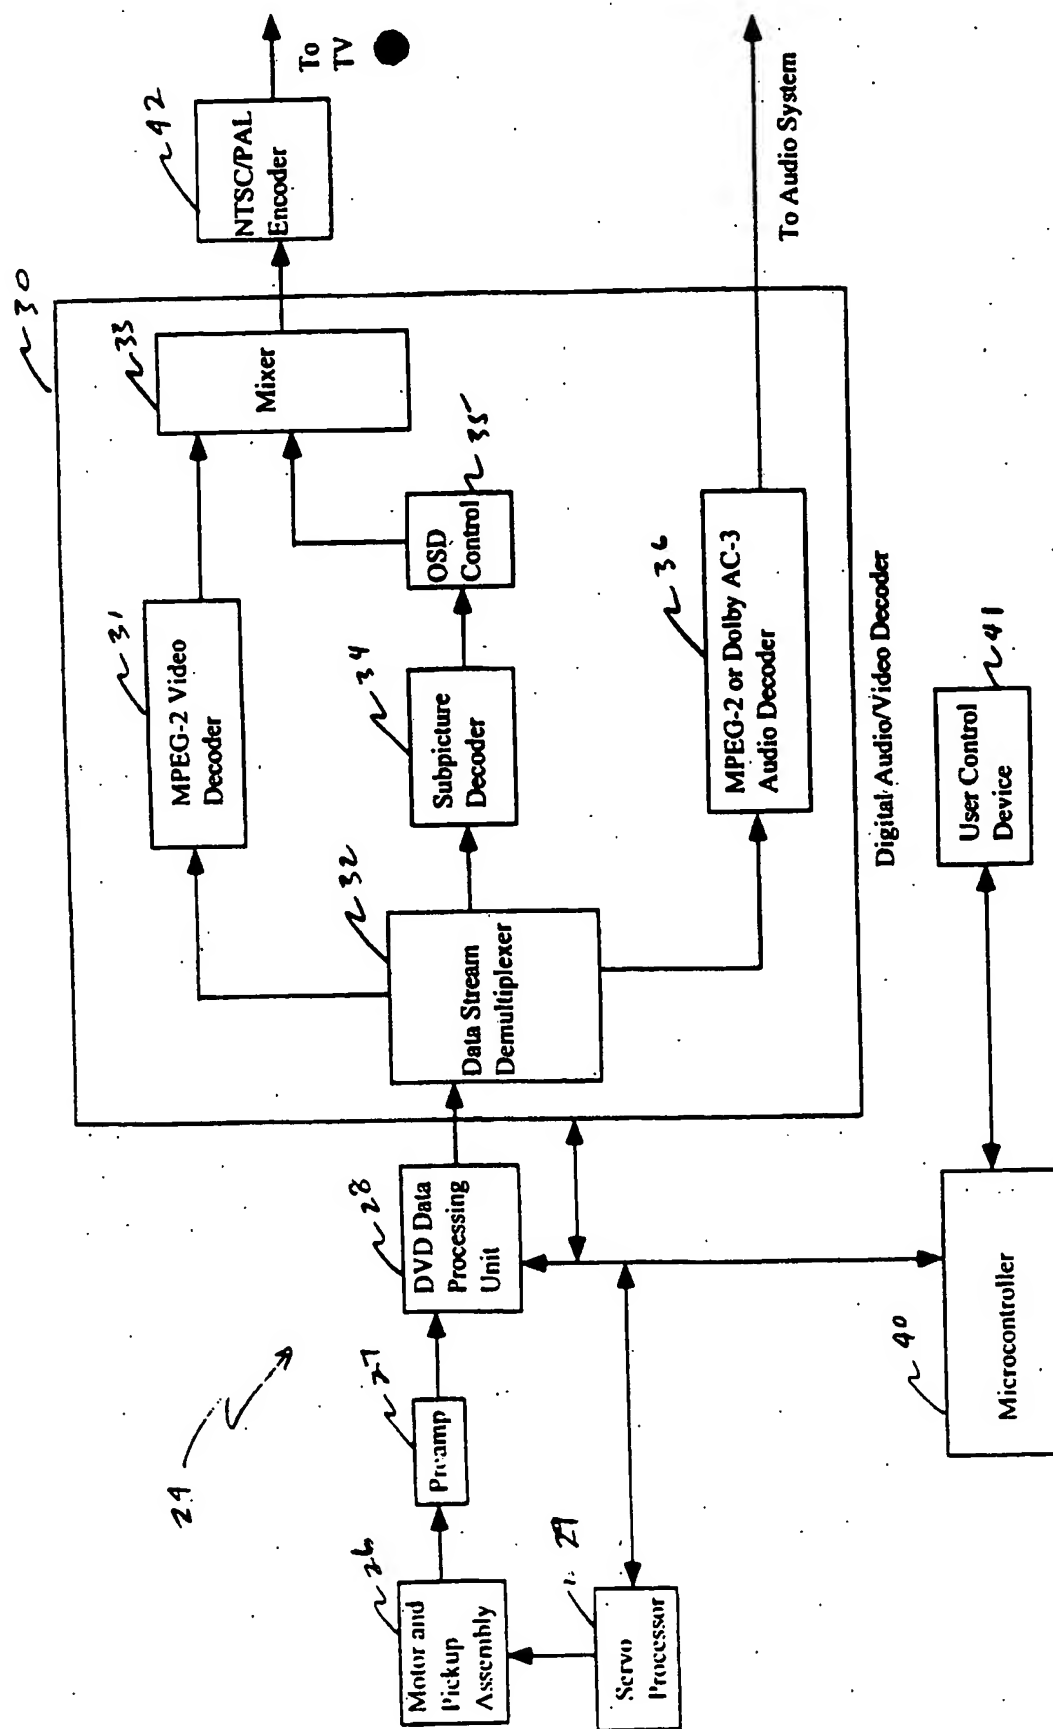 24
Motor and
Pickup
Assembly
26
Preamp
27
DVD Data
Processing
Unit
28
Servo
Processor
29
Microcontroller
40
User Control
Device
41
30
Data Stream
Demultiplexer
32
MPEG-2 Video
Decoder
31
Subpicture
Decoder
34
OSD
Control
35
Mixer
33
MPEG-2 or Dolby AC-3
Audio Decoder
36
Digital Audio/Video Decoder
NTSC/PAL
Encoder
42
To
TV
To Audio System